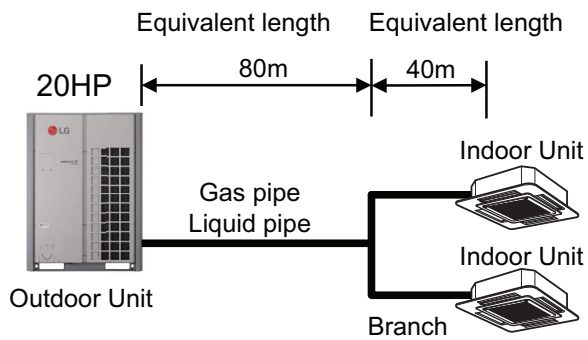 Equivalent length Equivalent length
80m 40m
20HP
LG
Indoor Unit
Gas pipe
Liquid pipe
Indoor Unit
Outdoor Unit
Branch